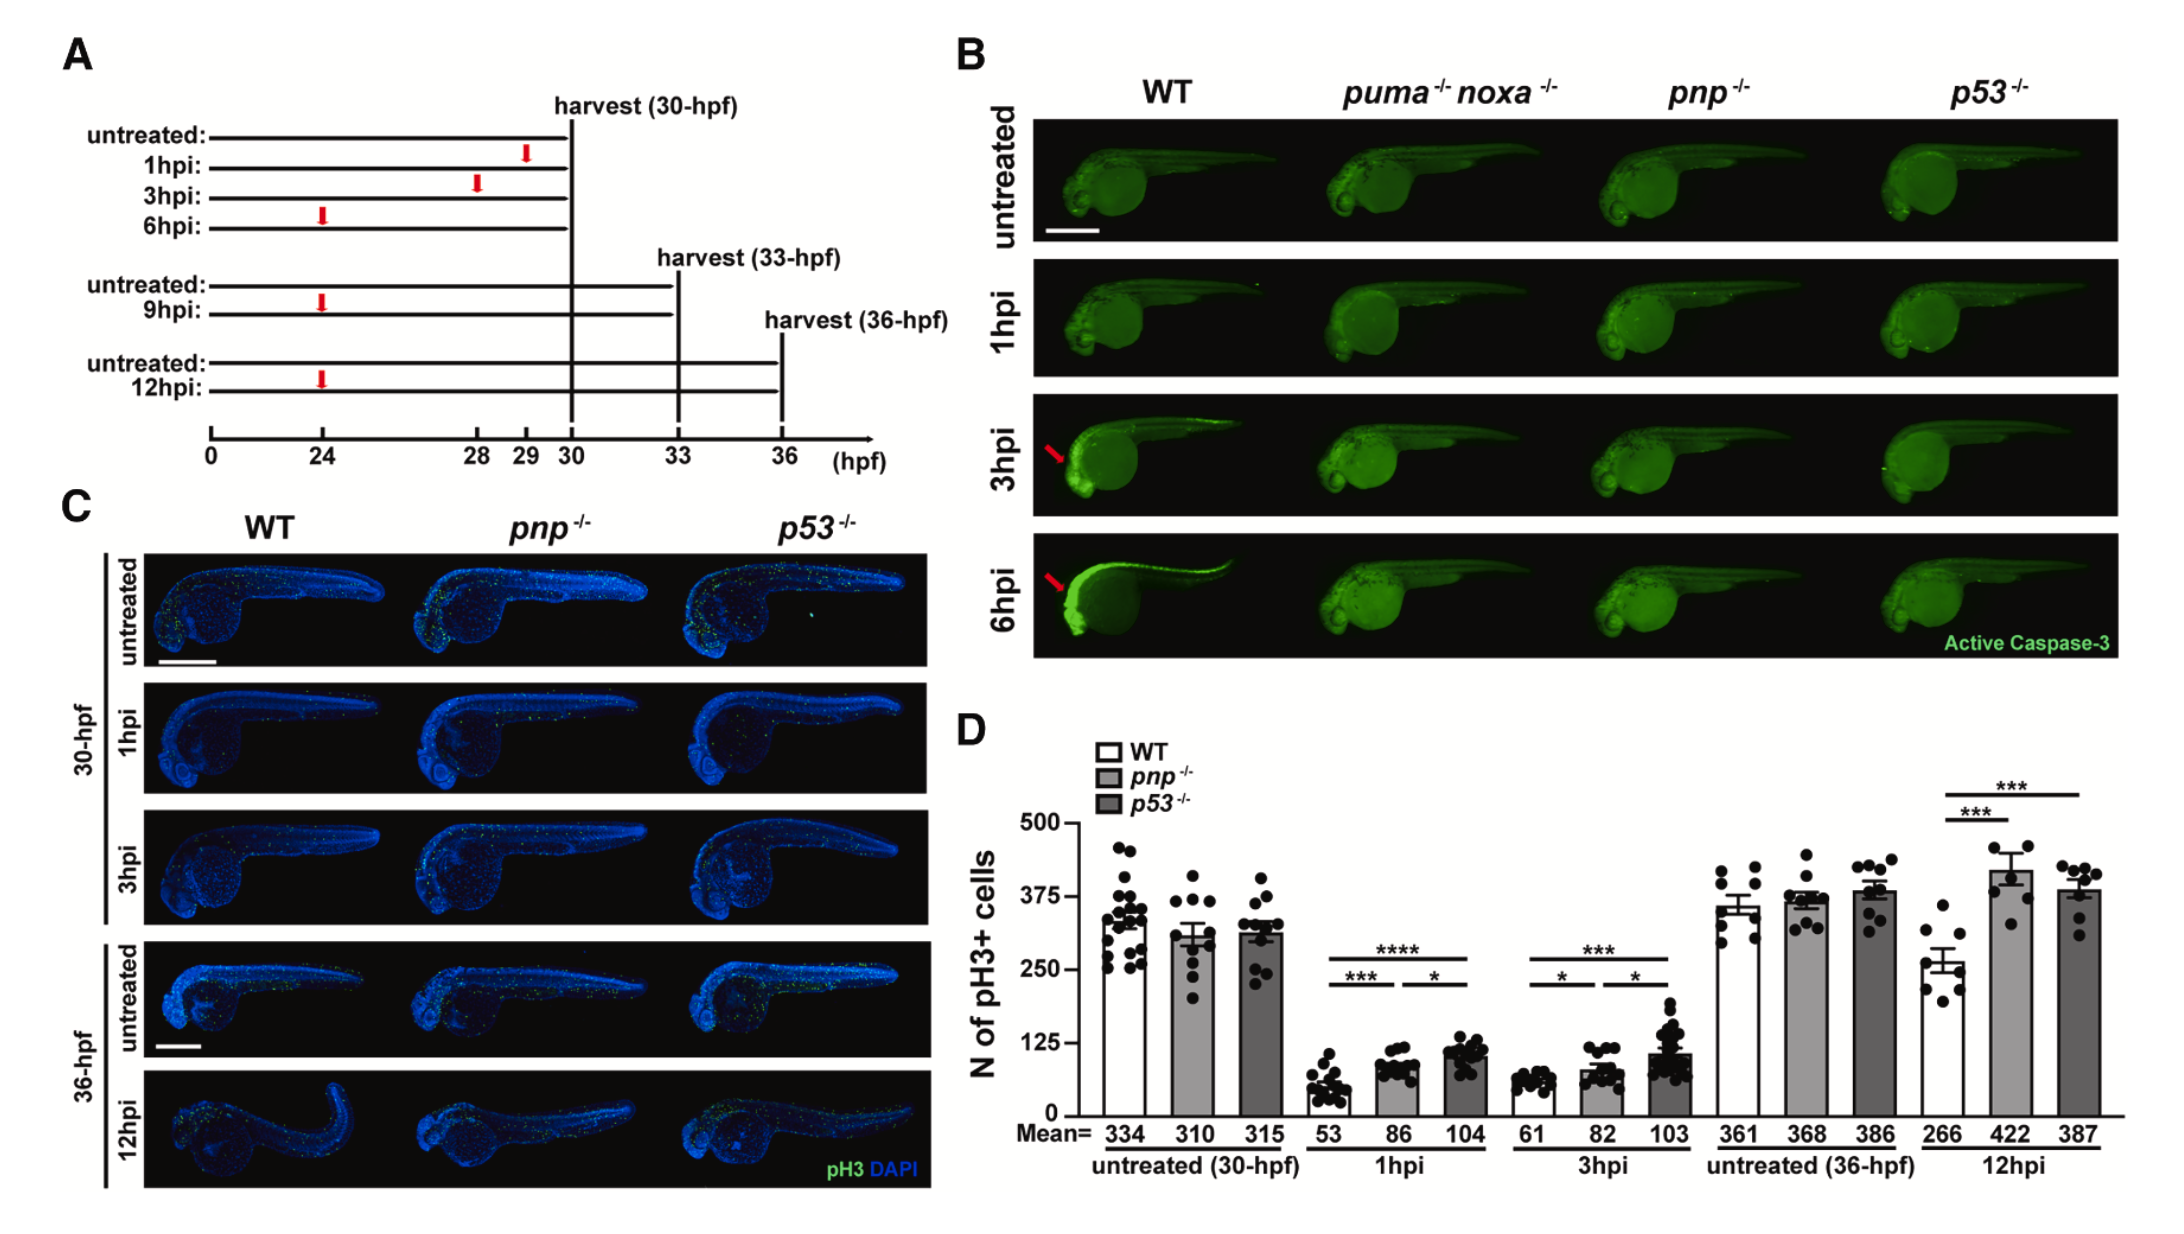 A
harvest (30-hpf)
untreated:
1hpi:
3hpi:
6hpi:
harvest (33-hpf)
untreated:
9hpi:
harvest (36-hpf)
untreated:
12hpi:
0 24 28 29 30 33 36 (hpf)
B
WT puma -/- noxa -/- pnp -/- p53 -/-
untreated
1hpi
3hpi
6hpi
Active Caspase-3
C
WT pnp -/- p53 -/-
30-hpf
untreated
1hpi
3hpi
36-hpf
untreated
12hpi
pH3 DAPI
D
WT
pnp -/-
p53 -/-
N of pH3+ cells
500
375
250
125
0
**** 
*** *
***
* *
***
***
Mean= 334 310 315 53 86 104 61 82 103 361 368 386 266 422 387
untreated (30-hpf) 1hpi 3hpi untreated (36-hpf) 12hpi